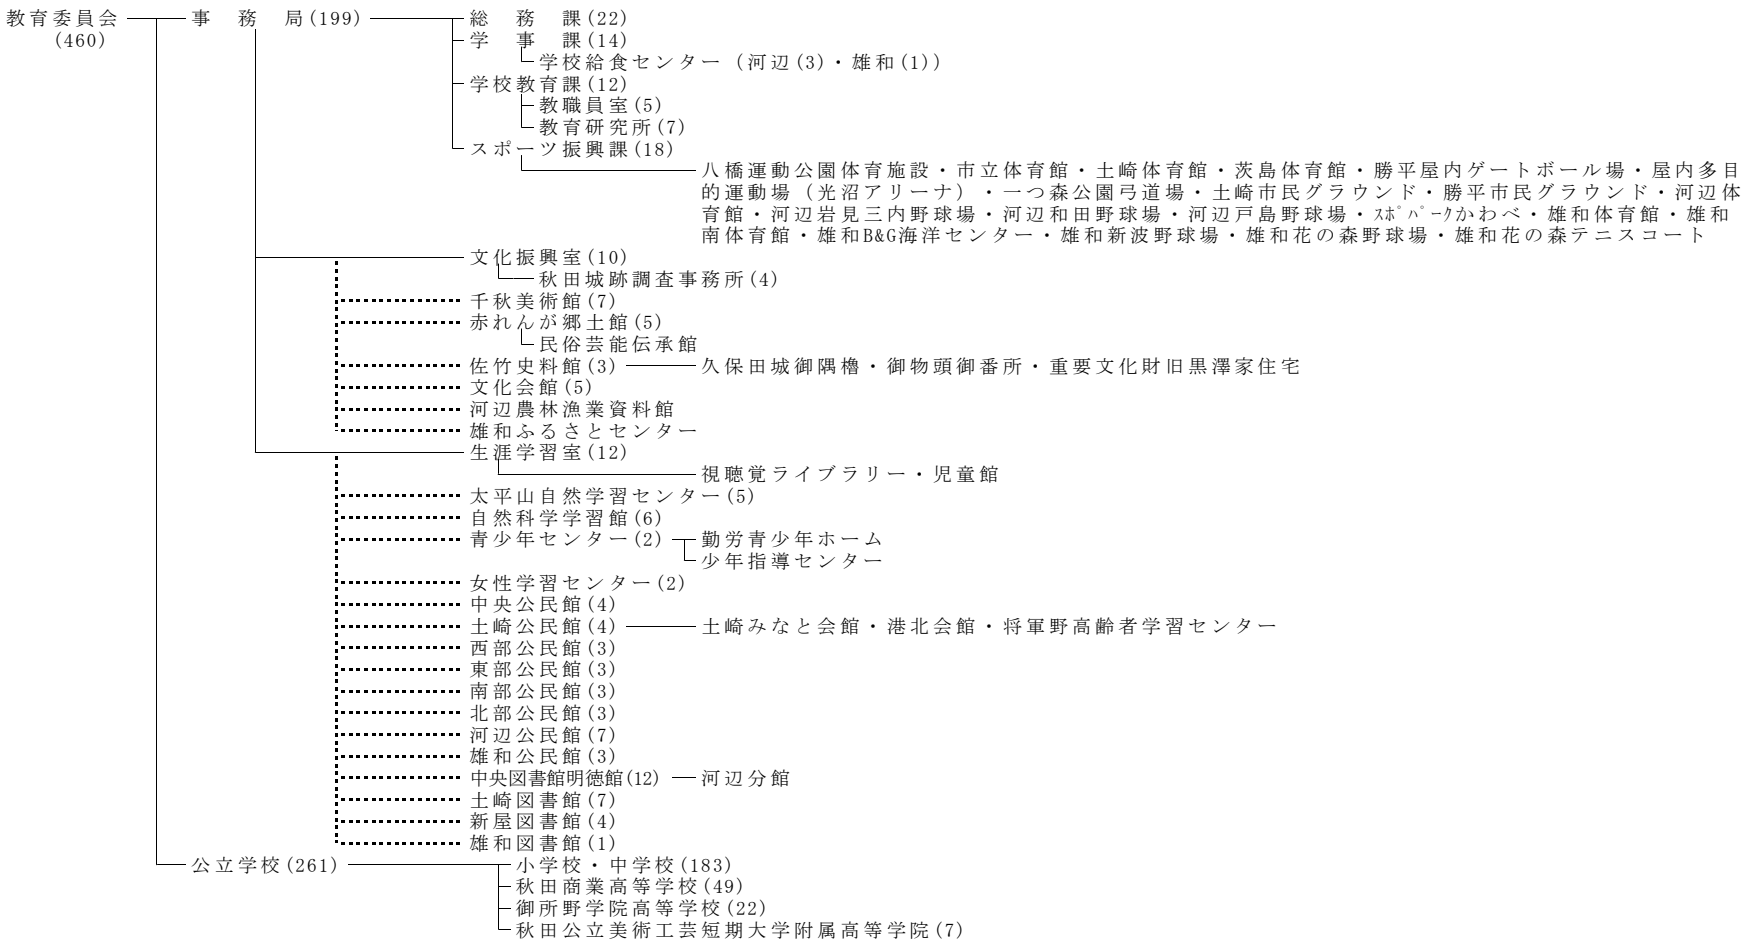 教育委員会 事務局(199) 総務課(22)
(460) 学事課(14)
学校給食センター（河辺(3)・雄和(1)）
学校教育課(12)
教職員室(5)
教育研究所(7)
スポーツ振興課(18)
八橋運動公園体育施設・市立体育館・土崎体育館・茨島体育館・勝平屋内ゲートボール場・屋内多目
的運動場（光沼アリーナ）・一つ森公園弓道場・土崎市民グラウンド・勝平市民グラウンド・河辺体
育館・河辺岩見三内野球場・河辺和田野球場・河辺戸島野球場・ｽﾎﾟﾊﾟｰｸかわべ・雄和体育館・雄和
南体育館・雄和B&G海洋センター・雄和新波野球場・雄和花の森野球場・雄和花の森テニスコート
文化振興室(10)
秋田城跡調査事務所(4)
千秋美術館(7)
赤れんが郷土館(5)
民俗芸能伝承館
佐竹史料館(3) 久保田城御隅櫓・御物頭御番所・重要文化財旧黒澤家住宅
文化会館(5)
河辺農林漁業資料館
雄和ふるさとセンター
生涯学習室(12)
視聴覚ライブラリー・児童館
太平山自然学習センター(5)
自然科学学習館(6)
青少年センター(2) 勤労青少年ホーム
少年指導センター
女性学習センター(2)
中央公民館(4)
土崎公民館(4) 土崎みなと会館・港北会館・将軍野高齢者学習センター
西部公民館(3)
東部公民館(3)
南部公民館(3)
北部公民館(3)
河辺公民館(7)
雄和公民館(3)
中央図書館明徳館(12) 河辺分館
土崎図書館(7)
新屋図書館(4)
雄和図書館(1)
公立学校(261) 小学校・中学校(183)
秋田商業高等学校(49)
御所野学院高等学校(22)
秋田公立美術工芸短期大学附属高等学院(7)